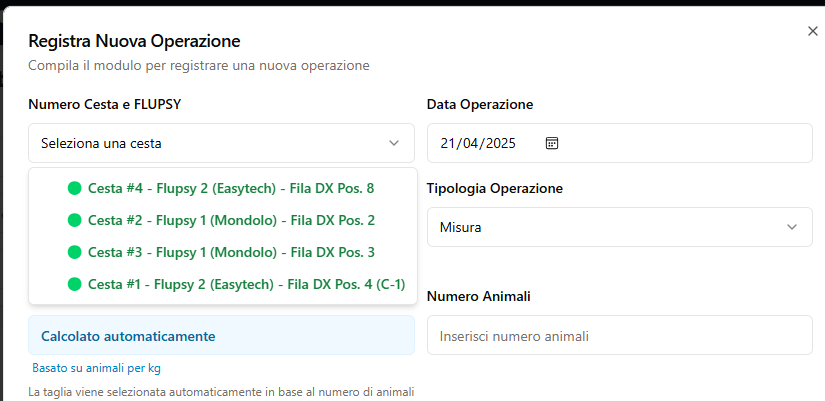 Registra Nuova Operazione
Compila il modulo per registrare una nuova operazione
Numero Cesta e FLUPSY
Data Operazione
Seleziona una cesta
21/04/2025
Cesta #4 - Flupsy 2 (Easytech) - Fila DX Pos. 8
Tipologia Operazione
Cesta #2 - Flupsy 1 (Mondolo) - Fila DX Pos. 2
Misura
Cesta #3 - Flupsy 1 (Mondolo) - Fila DX Pos. 3
Cesta #1 - Flupsy 2 (Easytech) - Fila DX Pos. 4 (C-1)
Numero Animali
Calcolato automaticamente
Inserisci numero animali
Basato su animali per kg
La taglia viene selezionata automaticamente in base al numero di animali